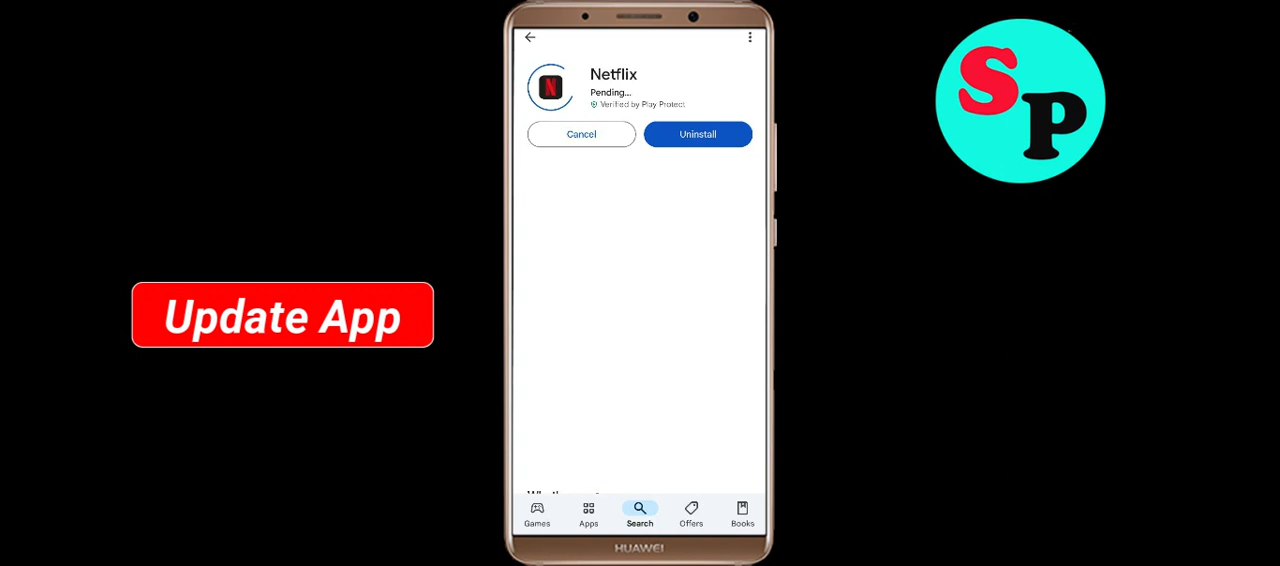 Netflix
Pending...
Verified by Play Protect
Cancel
Uninstall
Games
Apps
Search
Offers
Books
HUAWEI
Update App
SP